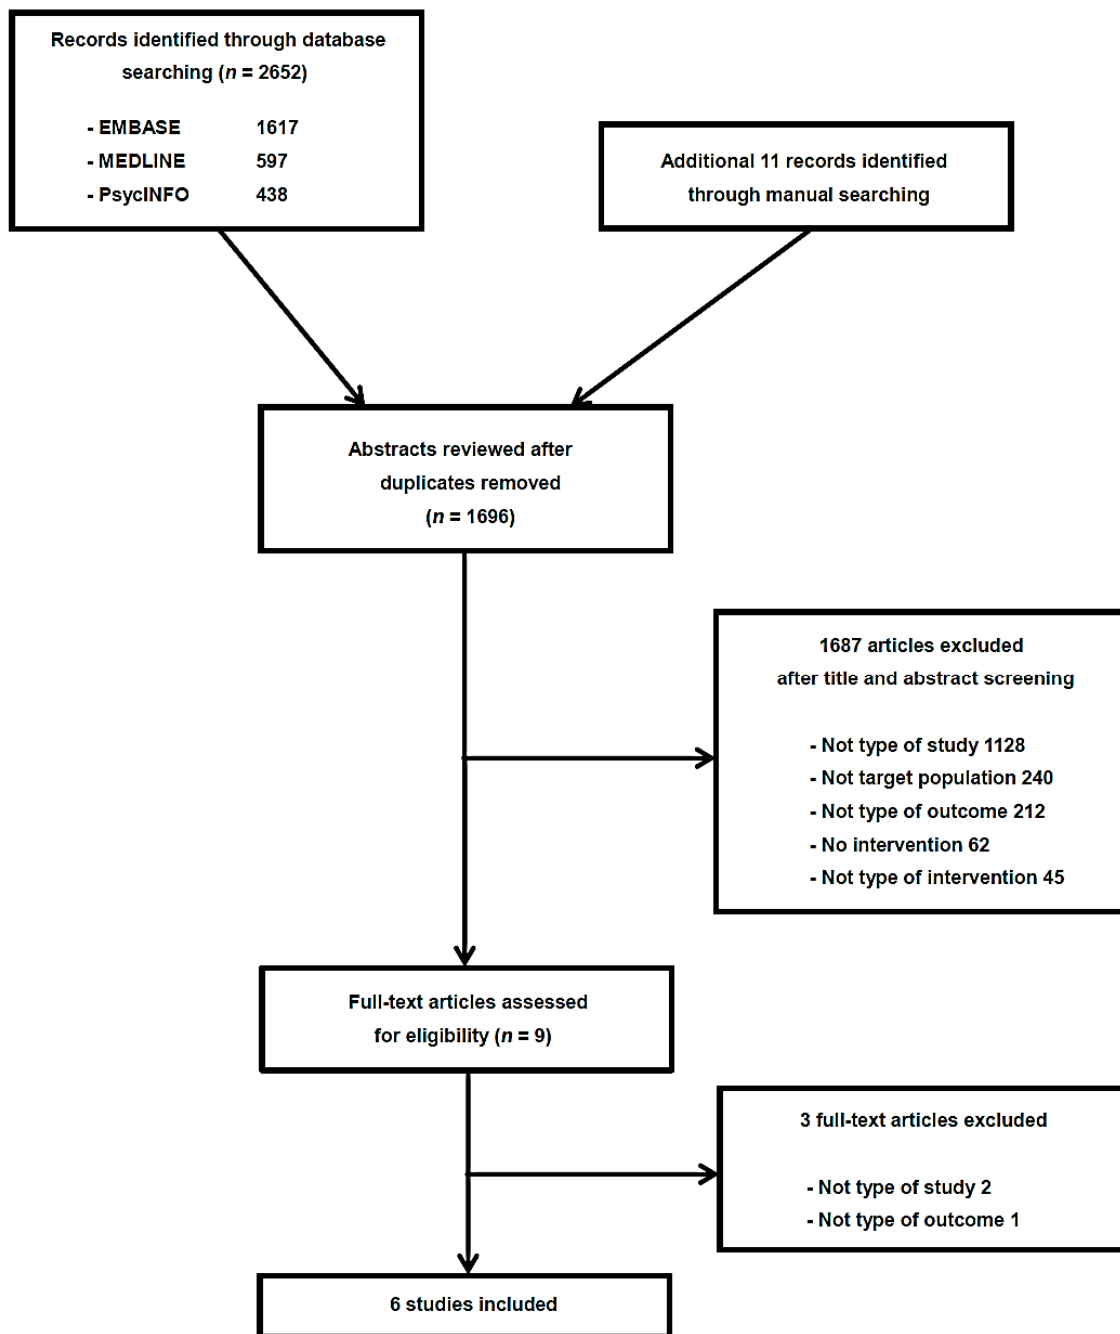 Records identified through database
searching (n = 2652)
- EMBASE 1617
- MEDLINE 597
- PsycINFO 438
Additional 11 records identified
through manual searching
Abstracts reviewed after
duplicates removed
(n = 1696)
1687 articles excluded
after title and abstract screening
- Not type of study 1128
- Not target population 240
- Not type of outcome 212
- No intervention 62
- Not type of intervention 45
Full-text articles assessed
for eligibility (n = 9)
3 full-text articles excluded
- Not type of study 2
- Not type of outcome 1
6 studies included